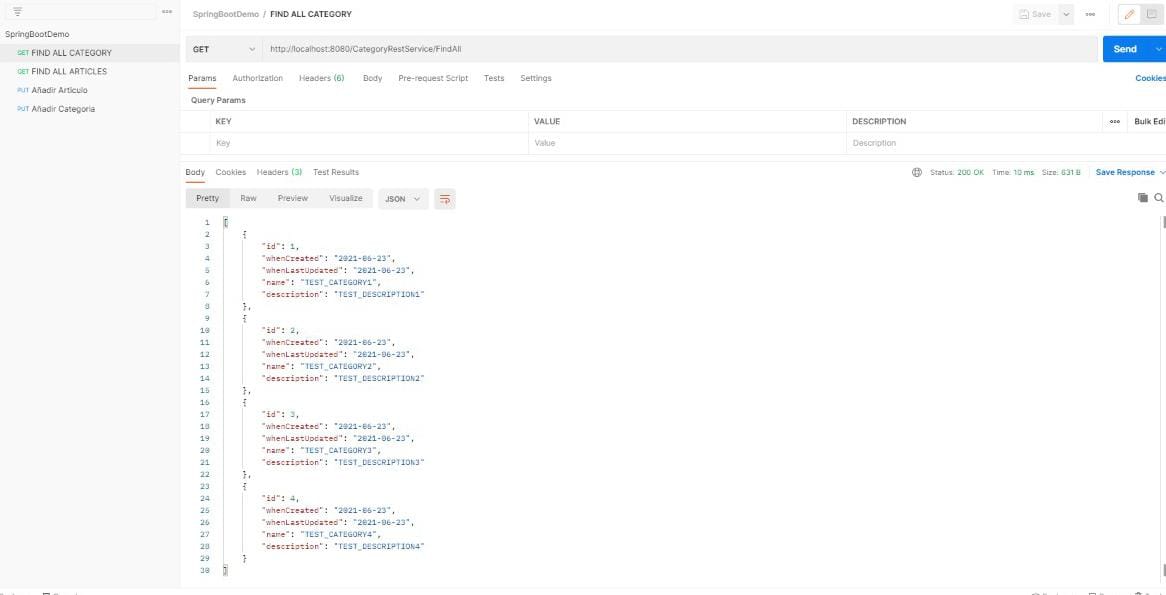 SpringBootDemo / FIND ALL CATEGORY
Save
SpringBootDemo
GET FIND ALL CATEGORY
GET FIND ALL ARTICLES
PUT Añadir Articulo
PUT Añadir Categoria
GET
http://localhost:8080/CategoryRestService/FindAll
Send
Params Authorization Headers (6) Body Pre-request Script Tests Settings
Cookies
Query Params
KEY VALUE DESCRIPTION
Bulk Edi
Key Value Description
Body Cookies Headers (3) Test Results
Status: 200 OK Time: 10 ms Size: 631 B Save Response
Pretty Raw Preview Visualize JSON
1 [
2 {
3 "id": 1,
4 "whenCreated": "2021-06-23",
5 "whenLastUpdated": "2021-06-23",
6 "name": "TEST_CATEGORY1",
7 "description": "TEST_DESCRIPTION1"
8 },
9 {
10 "id": 2,
11 "whenCreated": "2021-06-23",
12 "whenLastUpdated": "2021-06-23",
13 "name": "TEST_CATEGORY2",
14 "description": "TEST_DESCRIPTION2"
15 },
16 {
17 "id": 3,
18 "whenCreated": "2021-06-23",
19 "whenLastUpdated": "2021-06-23",
20 "name": "TEST_CATEGORY3",
21 "description": "TEST_DESCRIPTION3"
22 },
23 {
24 "id": 4,
25 "whenCreated": "2021-06-23",
26 "whenLastUpdated": "2021-06-23",
27 "name": "TEST_CATEGORY4",
28 "description": "TEST_DESCRIPTION4"
29 }
30 ]